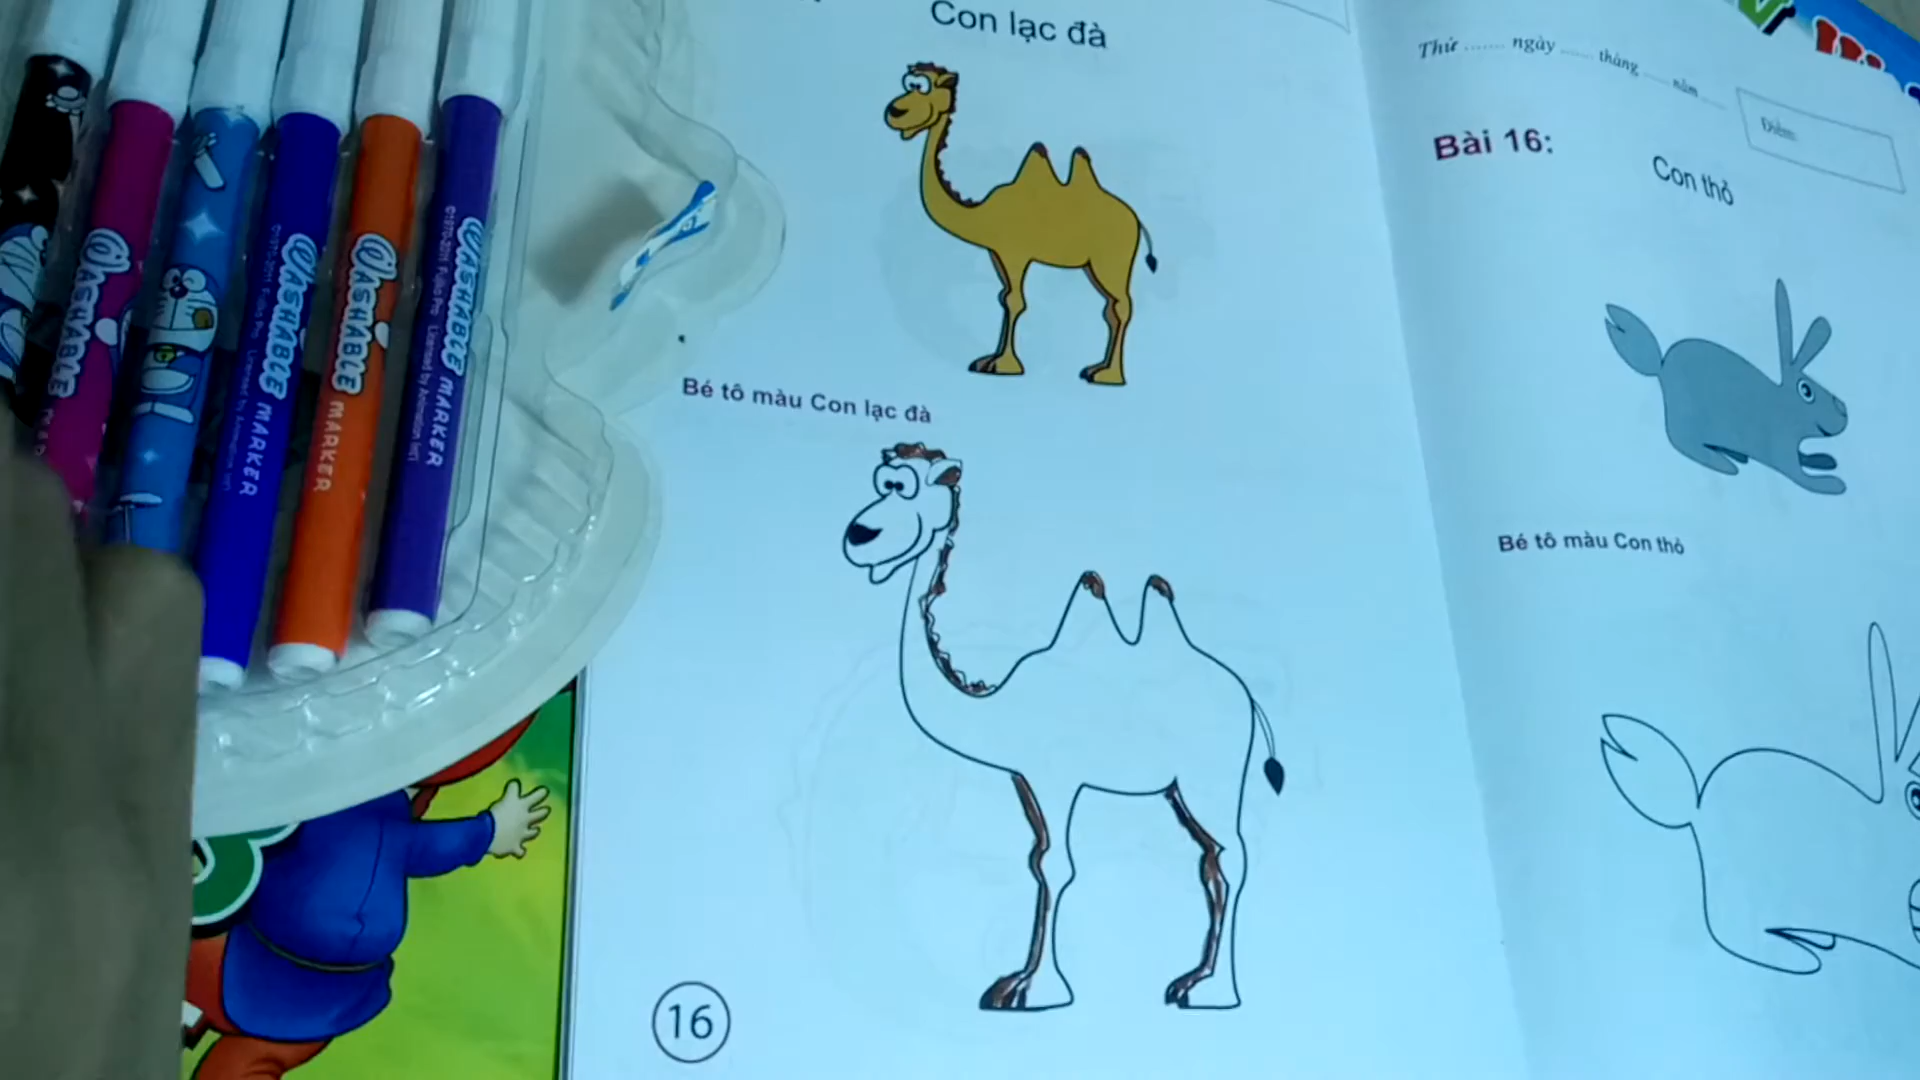 Con lạc đà
Bé tô màu Con lạc đà
16
Thứ ....... ngày ...... tháng ..... năm .....
Điểm:
Bài 16:
Con thỏ
Bé tô màu Con thỏ
WASHABLE
WASHABLE MARKER
WASHABLE MARKER
WASHABLE MARKER